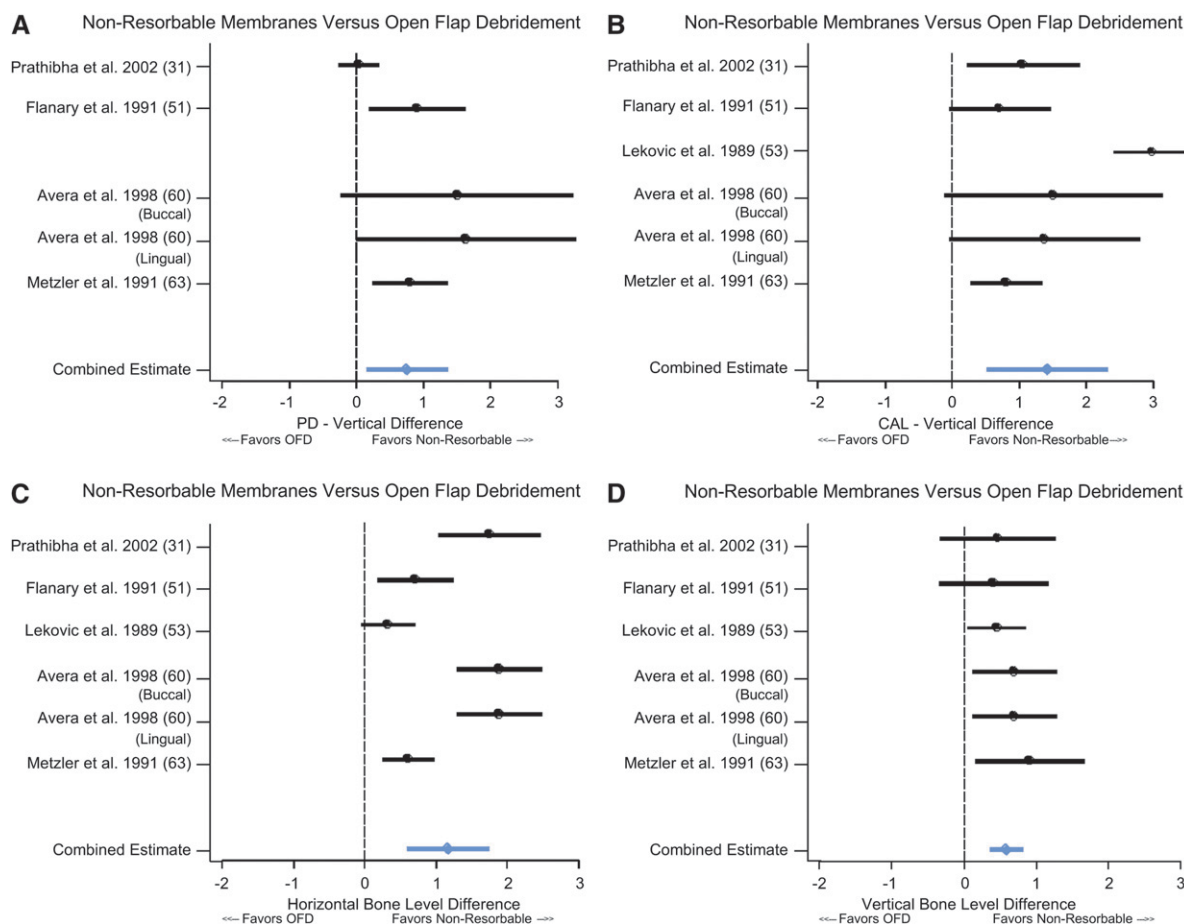 A Non-Resorbable Membranes Versus Open Flap Debridement
Prathibha et al. 2002 (31)
Flanary et al. 1991 (51)
Avera et al. 1998 (60)
(Buccal)
Avera et al. 1998 (60)
(Lingual)
Metzler et al. 1991 (63)
Combined Estimate
-2 -1 0 1 2 3
PD - Vertical Difference
<<-- Favors OFD Favors Non-Resorbable -->>
B Non-Resorbable Membranes Versus Open Flap Debridement
Prathibha et al. 2002 (31)
Flanary et al. 1991 (51)
Lekovic et al. 1989 (53)
Avera et al. 1998 (60)
(Buccal)
Avera et al. 1998 (60)
(Lingual)
Metzler et al. 1991 (63)
Combined Estimate
-2 -1 0 1 2 3
CAL - Vertical Difference
<<-- Favors OFD Favors Non-Resorbable -->>
C Non-Resorbable Membranes Versus Open Flap Debridement
Prathibha et al. 2002 (31)
Flanary et al. 1991 (51)
Lekovic et al. 1989 (53)
Avera et al. 1998 (60)
(Buccal)
Avera et al. 1998 (60)
(Lingual)
Metzler et al. 1991 (63)
Combined Estimate
-2 -1 0 1 2 3
Horizontal Bone Level Difference
<<-- Favors OFD Favors Non-Resorbable -->>
D Non-Resorbable Membranes Versus Open Flap Debridement
Prathibha et al. 2002 (31)
Flanary et al. 1991 (51)
Lekovic et al. 1989 (53)
Avera et al. 1998 (60)
(Buccal)
Avera et al. 1998 (60)
(Lingual)
Metzler et al. 1991 (63)
Combined Estimate
-2 -1 0 1 2 3
Vertical Bone Level Difference
<<-- Favors OFD Favors Non-Resorbable -->>